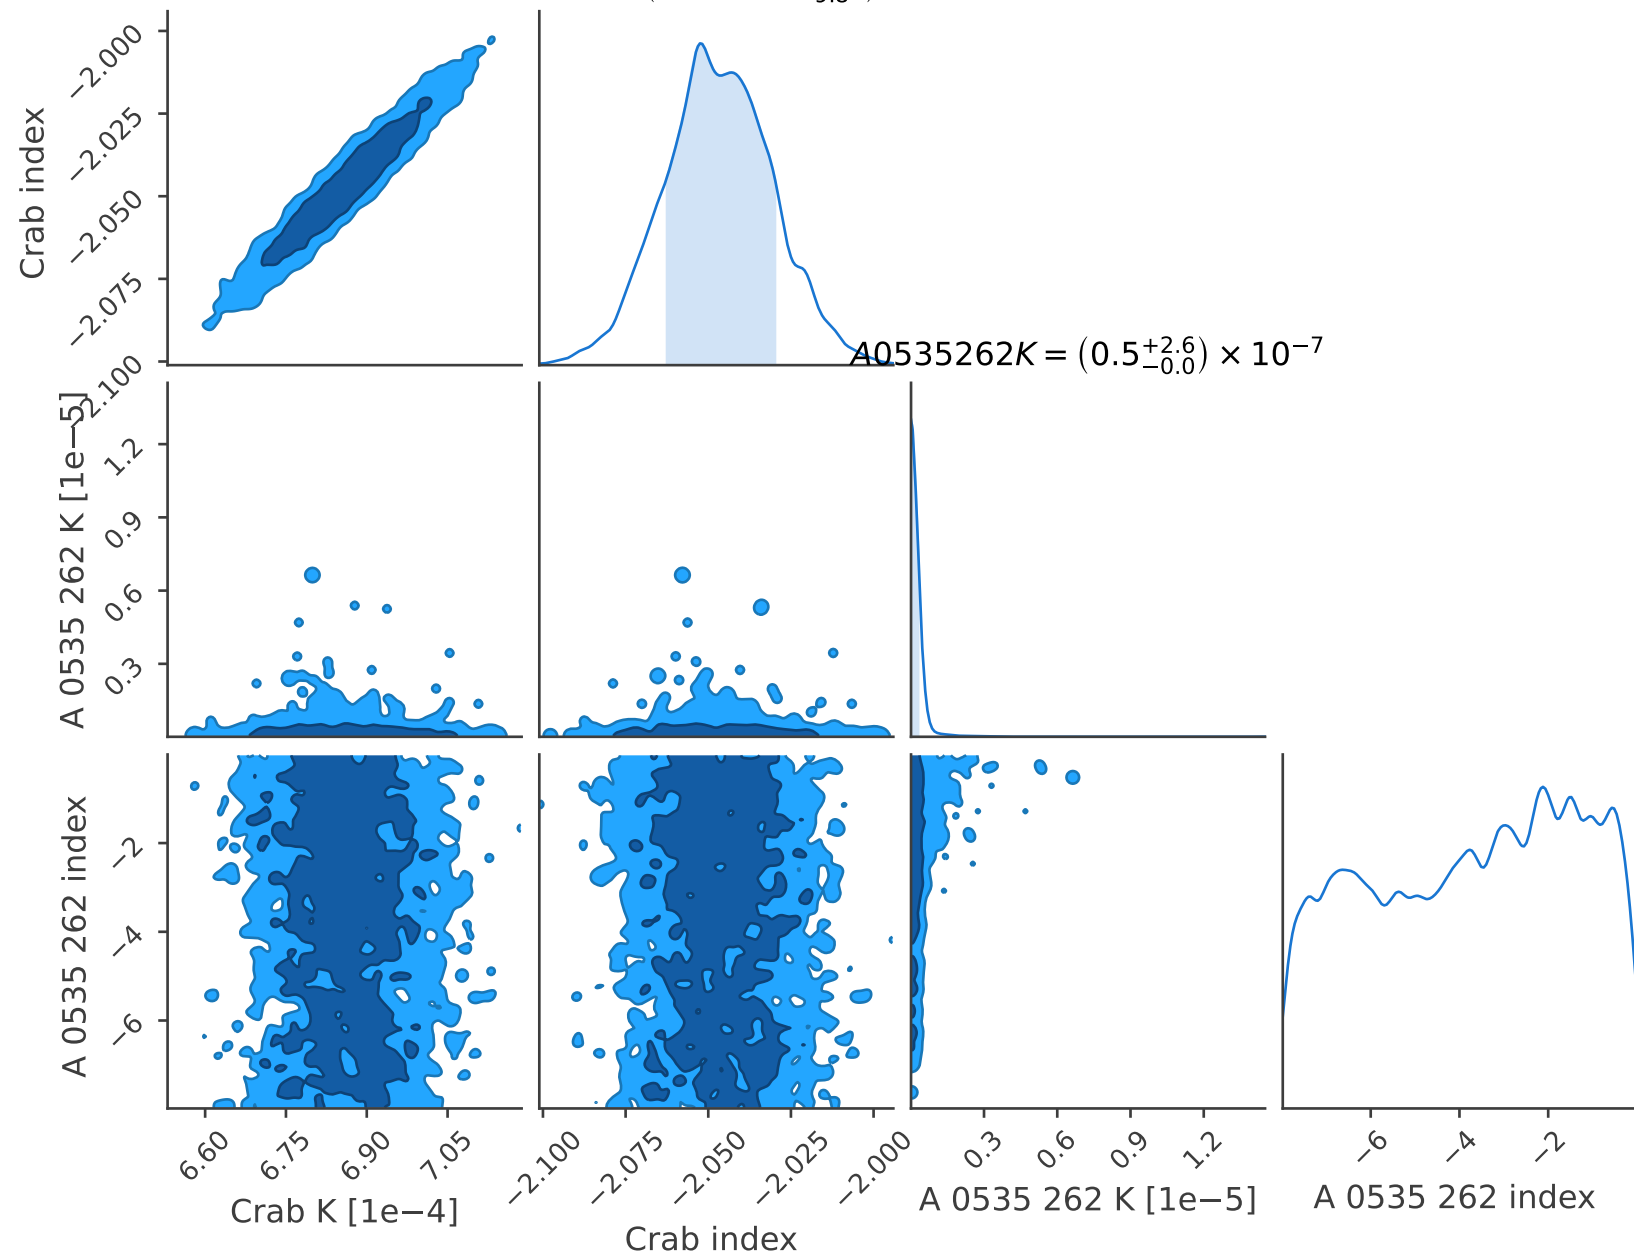 −2.000
−2.025
−2.050
−2.075
−2.100
Crab index
A0535262K = (0.5 +2.6 −0.0) × 10−7
1.2
0.9
0.6
0.3
A 0535 262 K [1e−5]
−2
−4
−6
A 0535 262 index
6.60 6.75 6.90 7.05
Crab K [1e−4]
−2.100 −2.075 −2.050 −2.025 −2.000
Crab index
0.3 0.6 0.9 1.2
A 0535 262 K [1e−5]
−6 −4 −2
A 0535 262 index